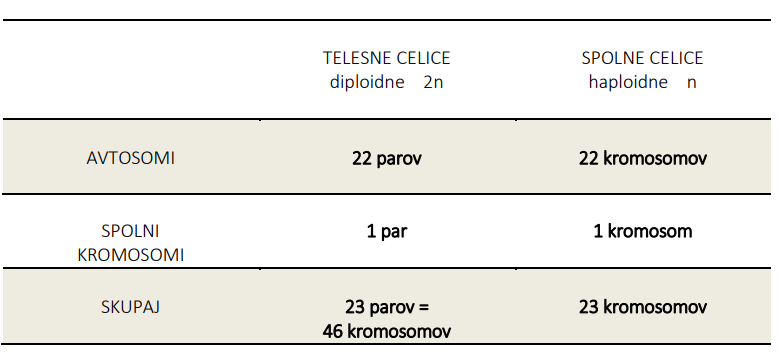 TELESNE CELICE SPOLNE CELICE
diploidne 2n haploidne n
AVTOSOMI 22 parov 22 kromosomov
SPOLNI 1 par 1 kromosom
KROMOSOMI
SKUPAJ 23 parov = 23 kromosomov
46 kromosomov